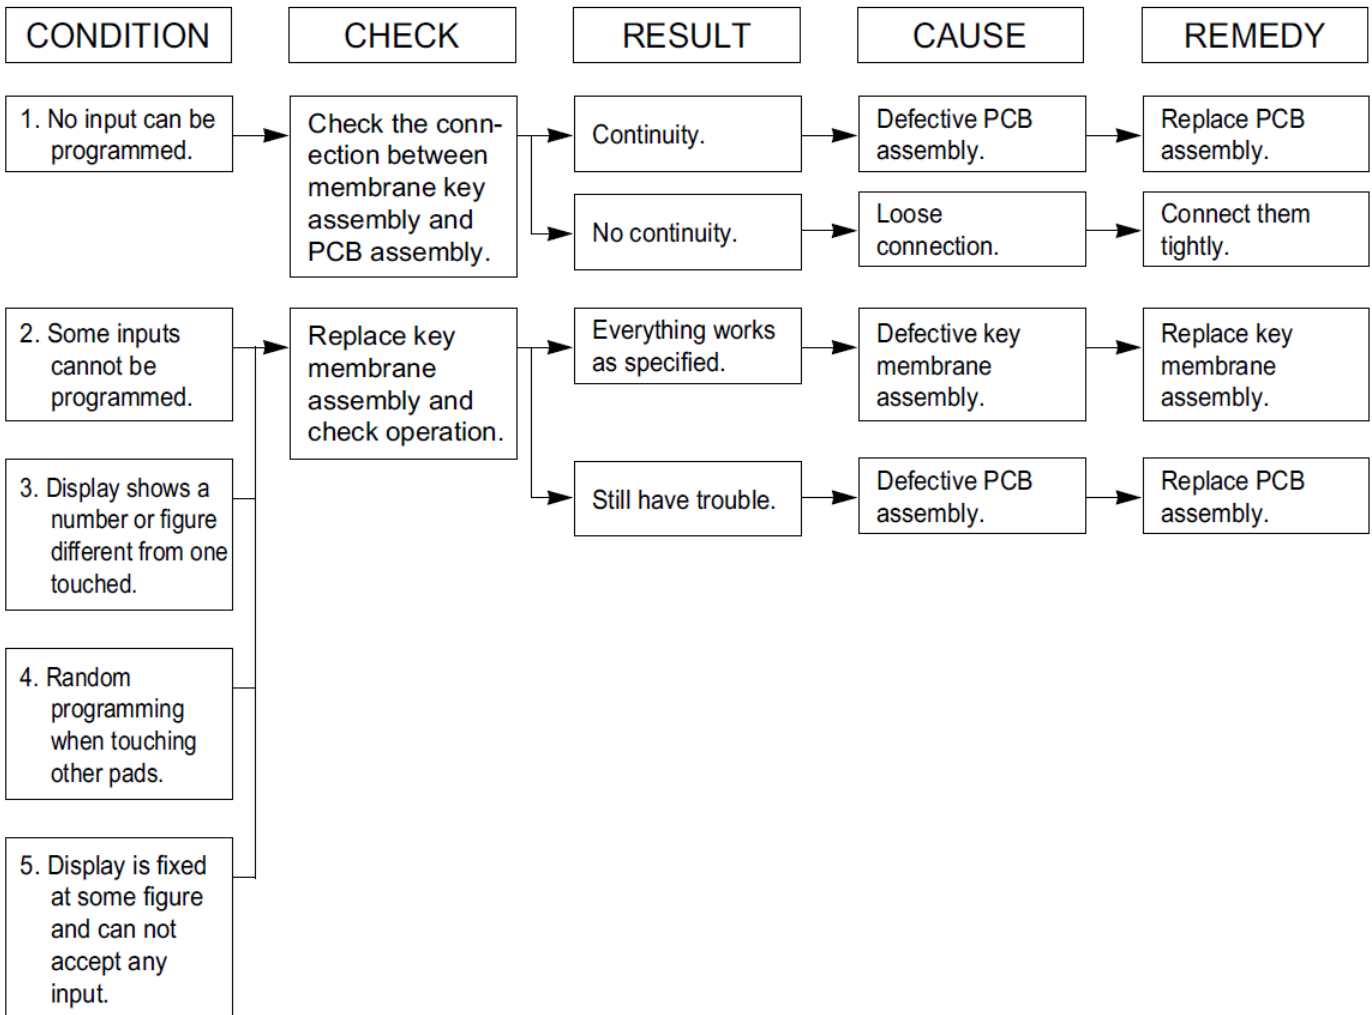 CONDITION
CHECK
RESULT
CAUSE
REMEDY
1. No input can be
programmed.
Check the conn-
ection between
membrane key
assembly and
PCB assembly.
Continuity.
Defective PCB
assembly.
Replace PCB
assembly.
No continuity.
Loose
connection.
Connect them
tightly.
2. Some inputs
cannot be
programmed.
Replace key
membrane
assembly and
check operation.
Everything works
as specified.
Defective key
membrane
assembly.
Replace key
membrane
assembly.
3. Display shows a
number or figure
different from one
touched.
Still have trouble.
Defective PCB
assembly.
Replace PCB
assembly.
4. Random
programming
when touching
other pads.
5. Display is fixed
at some figure
and can not
accept any
input.